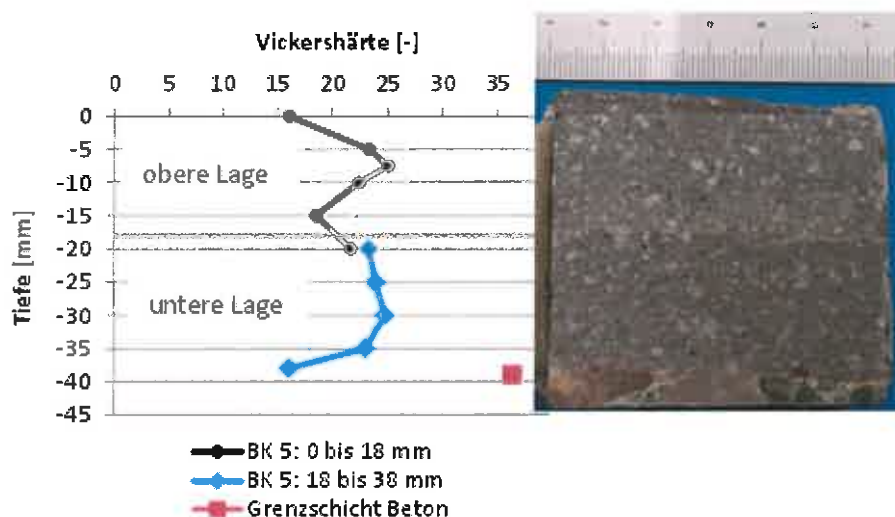 Vickershärte [-]
0 5 10 15 20 25 30 35
0
-5
-10
-15
-20
-25
-30
-35
-40
-45
Tiefe [mm]
obere Lage
untere Lage
BK 5: 0 bis 18 mm
BK 5: 18 bis 38 mm
Grenzschicht Beton